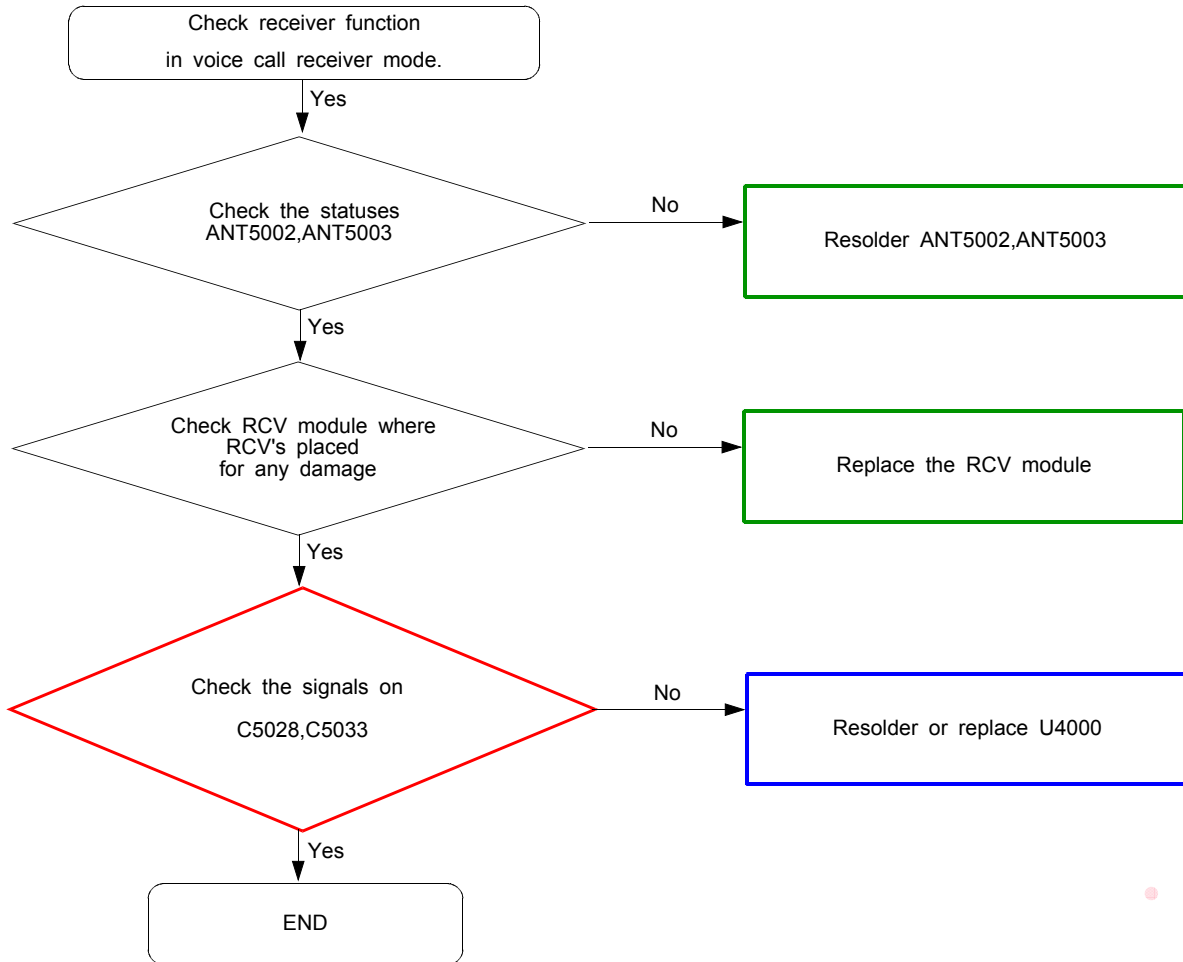 Check receiver function
in voice call receiver mode.
Yes
Check the statuses
ANT5002,ANT5003
No
Resolder ANT5002,ANT5003
Yes
Check RCV module where
RCV's placed
for any damage
No
Replace the RCV module
Yes
Check the signals on
C5028,C5033
No
Resolder or replace U4000
Yes
END